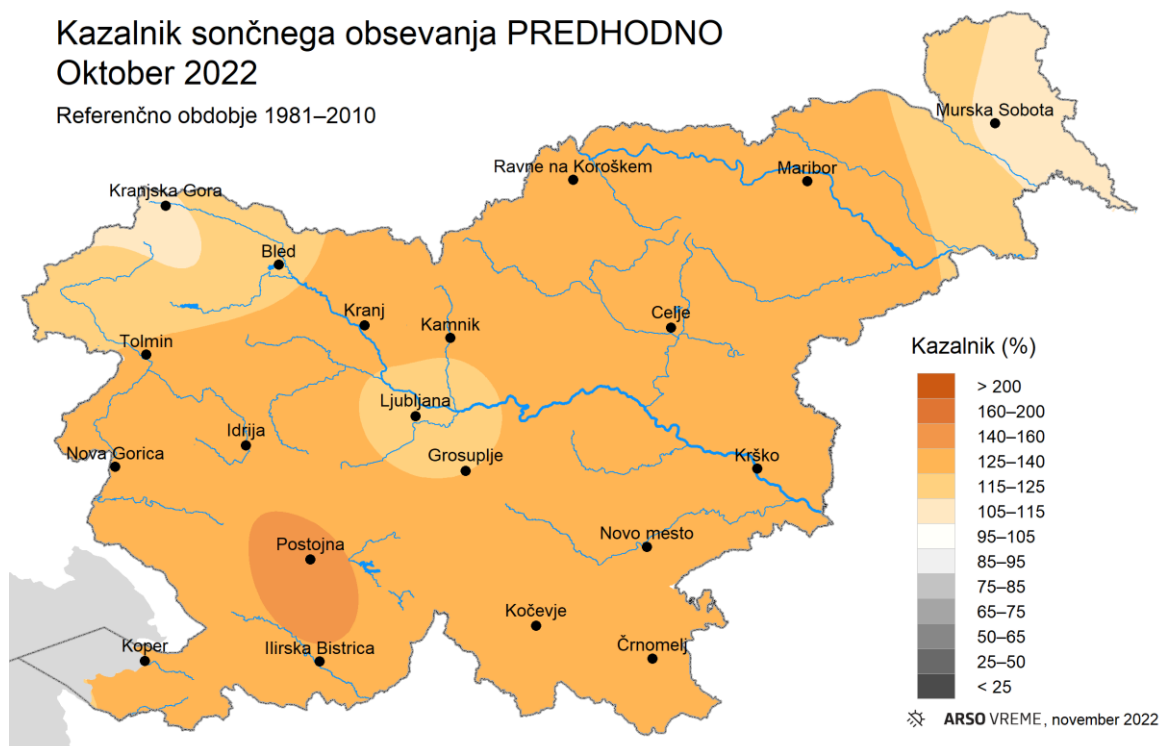 Kazalnik sončnega obsevanja PREDHODNO
Oktober 2022
Referenčno obdobje 1981–2010
Murska Sobota
Ravne na Koroškem
Maribor
Kranjska Gora
Bled
Kranj
Kamnik
Celje
Tolmin
Ljubljana
Idrija
Nova Gorica
Grosuplje
Krško
Postojna
Novo mesto
Kočevje
Koper
Ilirska Bistrica
Črnomelj
Kazalnik (%)
> 200
160–200
140–160
125–140
115–125
105–115
95–105
85–95
75–85
65–75
50–65
25–50
< 25
ARSO VREME, november 2022